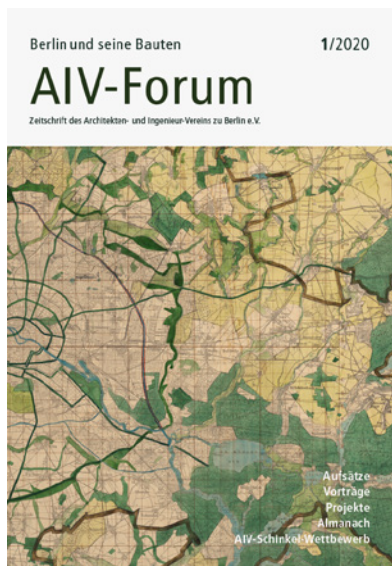 Berlin und seine Bauten 1/2020
AIV-Forum
Zeitschrift des Architekten- und Ingenieur-Vereins zu Berlin e.V.
Aufsätze
Vorträge
Projekte
Almanach
AIV-Schinkel-Wettbewerb